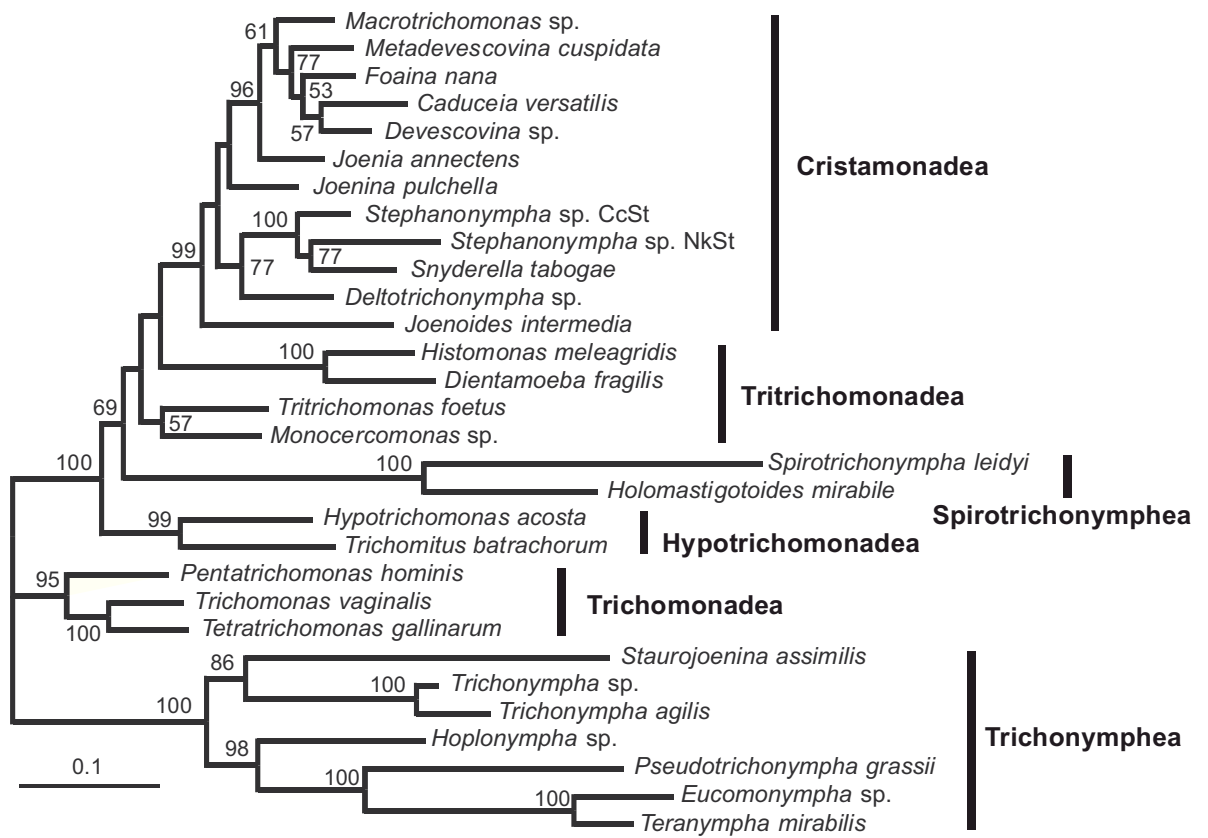 61
Macrotrichomonas sp.
Metadevescovina cuspidata
77
Foaina nana
96
53
Caduceia versatilis
57
Devescovina sp.
Joenia annectens
Cristamonadea
Joenina pulchella
100
Stephanonympha sp. CcSt
Stephanonympha sp. NkSt
99
77
77
Snyderella tabogae
Deltotrichonympha sp.
Joenoides intermedia
100
Histomonas meleagridis
Dientamoeba fragilis
Tritrichomonadea
69
Tritrichomonas foetus
57
Monocercomonas sp.
100
100
Spirotrichonympha leidyi
Holomastigotoides mirabile
Spirotrichonymphea
99
Hypotrichomonas acosta
Trichomitus batrachorum
Hypotrichomonadea
95
Pentatrichomonas hominis
Trichomonas vaginalis
Trichomonadea
100
Tetratrichomonas gallinarum
86
Staurojoenina assimilis
100
Trichonympha sp.
100
Trichonympha agilis
Trichonymphea
98
Hoplonympha sp.
0.1
100
Pseudotrichonympha grassii
100
Eucomonympha sp.
Teranympha mirabilis